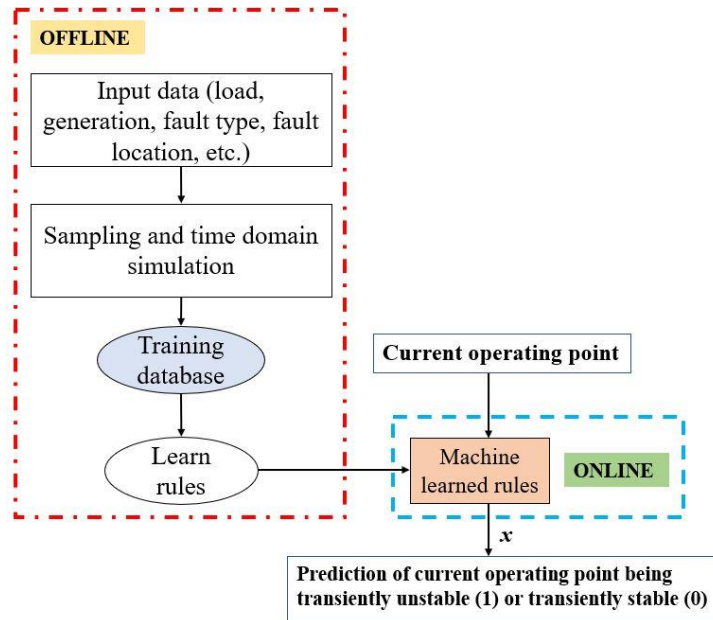 OFFLINE
Input data (load,
generation, fault type, fault
location, etc.)
Sampling and time domain
simulation
Training
database
Learn
rules
Current operating point
Machine
learned rules
ONLINE
x
Prediction of current operating point being
transiently unstable (1) or transiently stable (0)